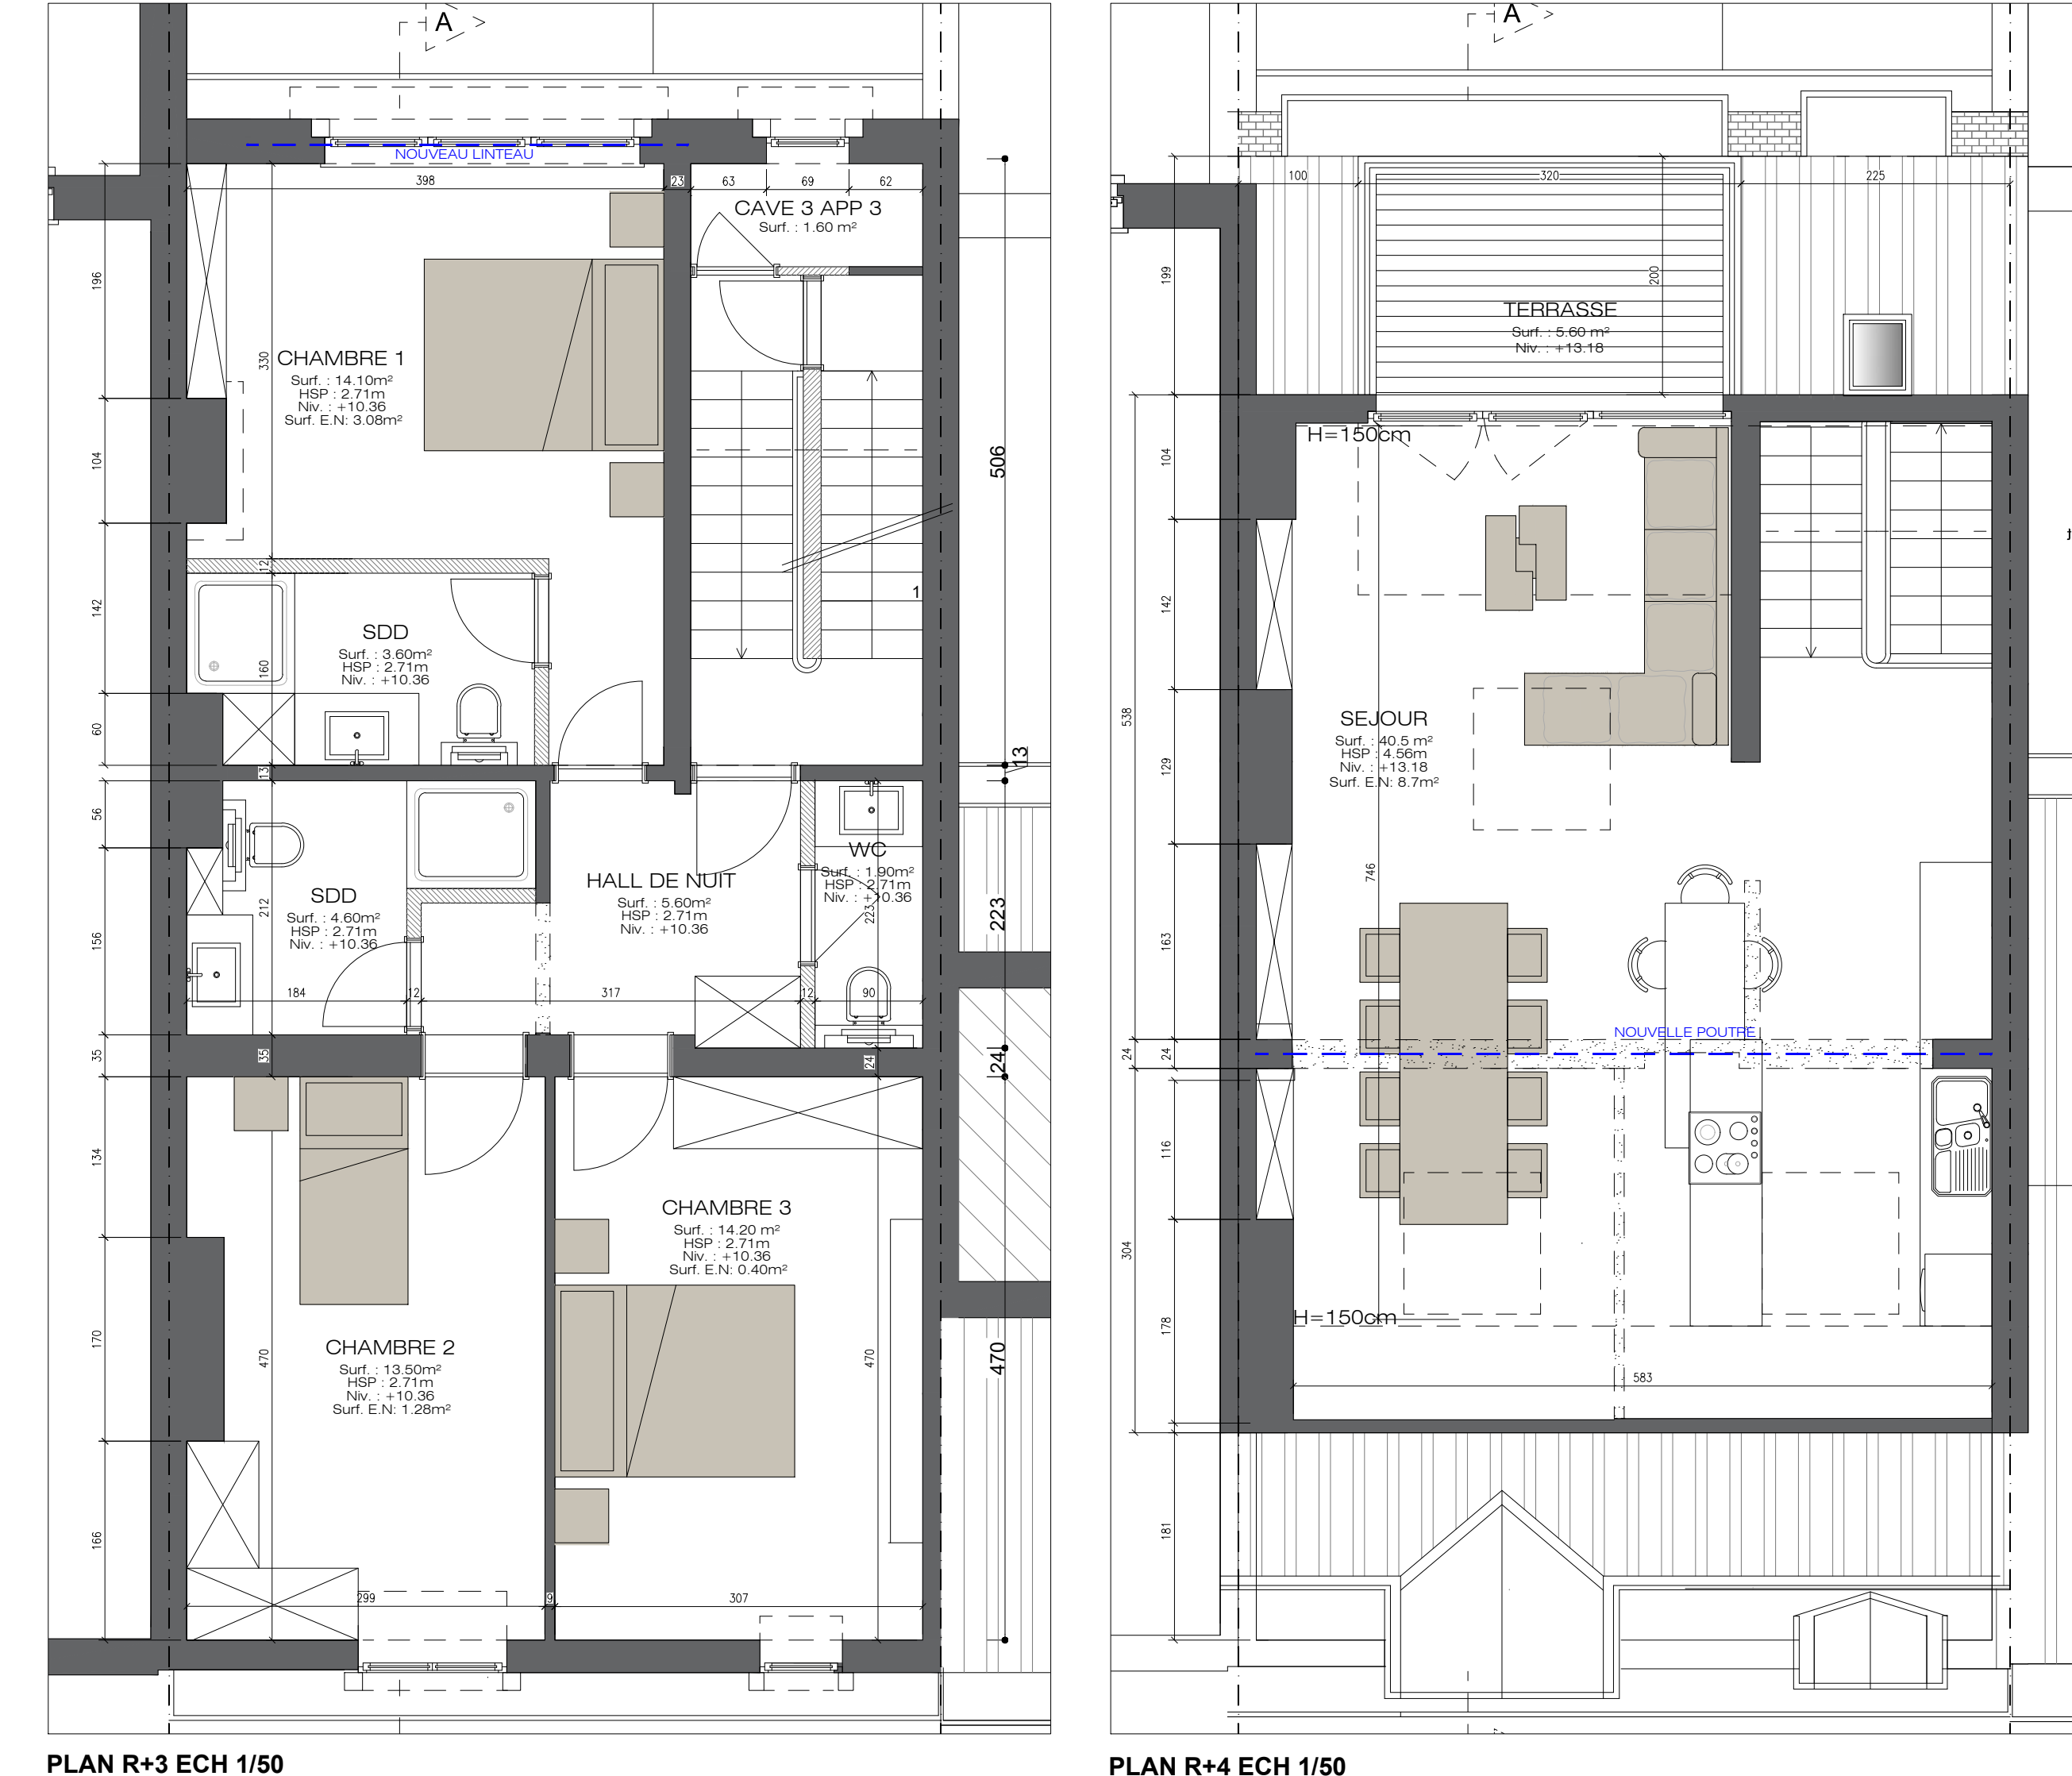 A
NOUVEAU LINTEAU
398
23
63
69
62
CAVE 3 APP 3
Surf. : 1.60 m²
196
330
CHAMBRE 1
Surf. : 14.10m²
HSP : 2.71m
Niv. : +10.36
Surf. E.N: 3.08m²
104
506
12
142
1
SDD
Surf. : 3.60m²
HSP : 2.71m
Niv. : +10.36
160
60
13
13
56
WC
Surf. : 1.90m²
HSP : 2.71m
Niv. : +10.36
223
HALL DE NUIT
Surf. : 5.60m²
HSP : 2.71m
Niv. : +10.36
SDD
Surf. : 4.60m²
HSP : 2.71m
Niv. : +10.36
212
156
223
184
12
317
12
90
35
35
24
24
134
CHAMBRE 3
Surf. : 14.20 m²
HSP : 2.71m
Niv. : +10.36
Surf. E.N: 0.40m²
170
CHAMBRE 2
Surf. : 13.50m²
HSP : 2.71m
Niv. : +10.36
Surf. E.N: 1.28m²
470
470
470
166
299
9
307
PLAN R+3 ECH 1/50
A
100
320
225
199
200
TERRASSE
Surf. : 5.60 m²
Niv. : +13.18
H=150cm
104
142
538
SEJOUR
Surf. : 40.5 m²
HSP : 4.56m
Niv. : +13.18
Surf. E.N: 8.7m²
129
746
163
NOUVELLE POUTRE
24
24
116
304
H=150cm
178
583
181
PLAN R+4 ECH 1/50